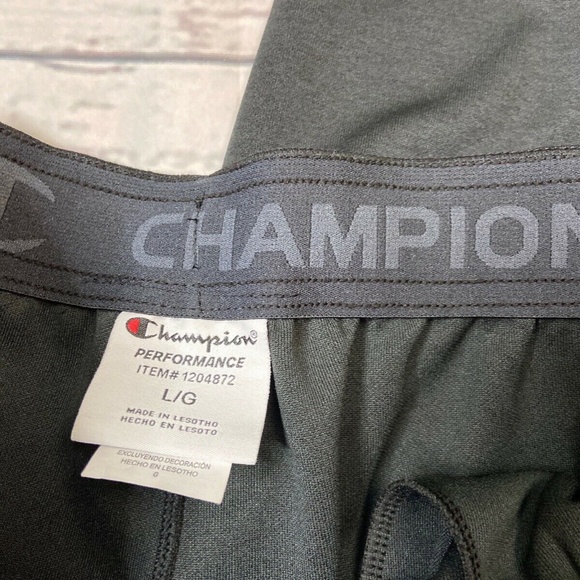 CHAMPION
Champion®
PERFORMANCE
ITEM# 1204872
L/G
MADE IN LESOTHO
HECHO EN LESOTO
EXCLUYENDO DECORACIÓN
HECHO EN LESOTHO
G